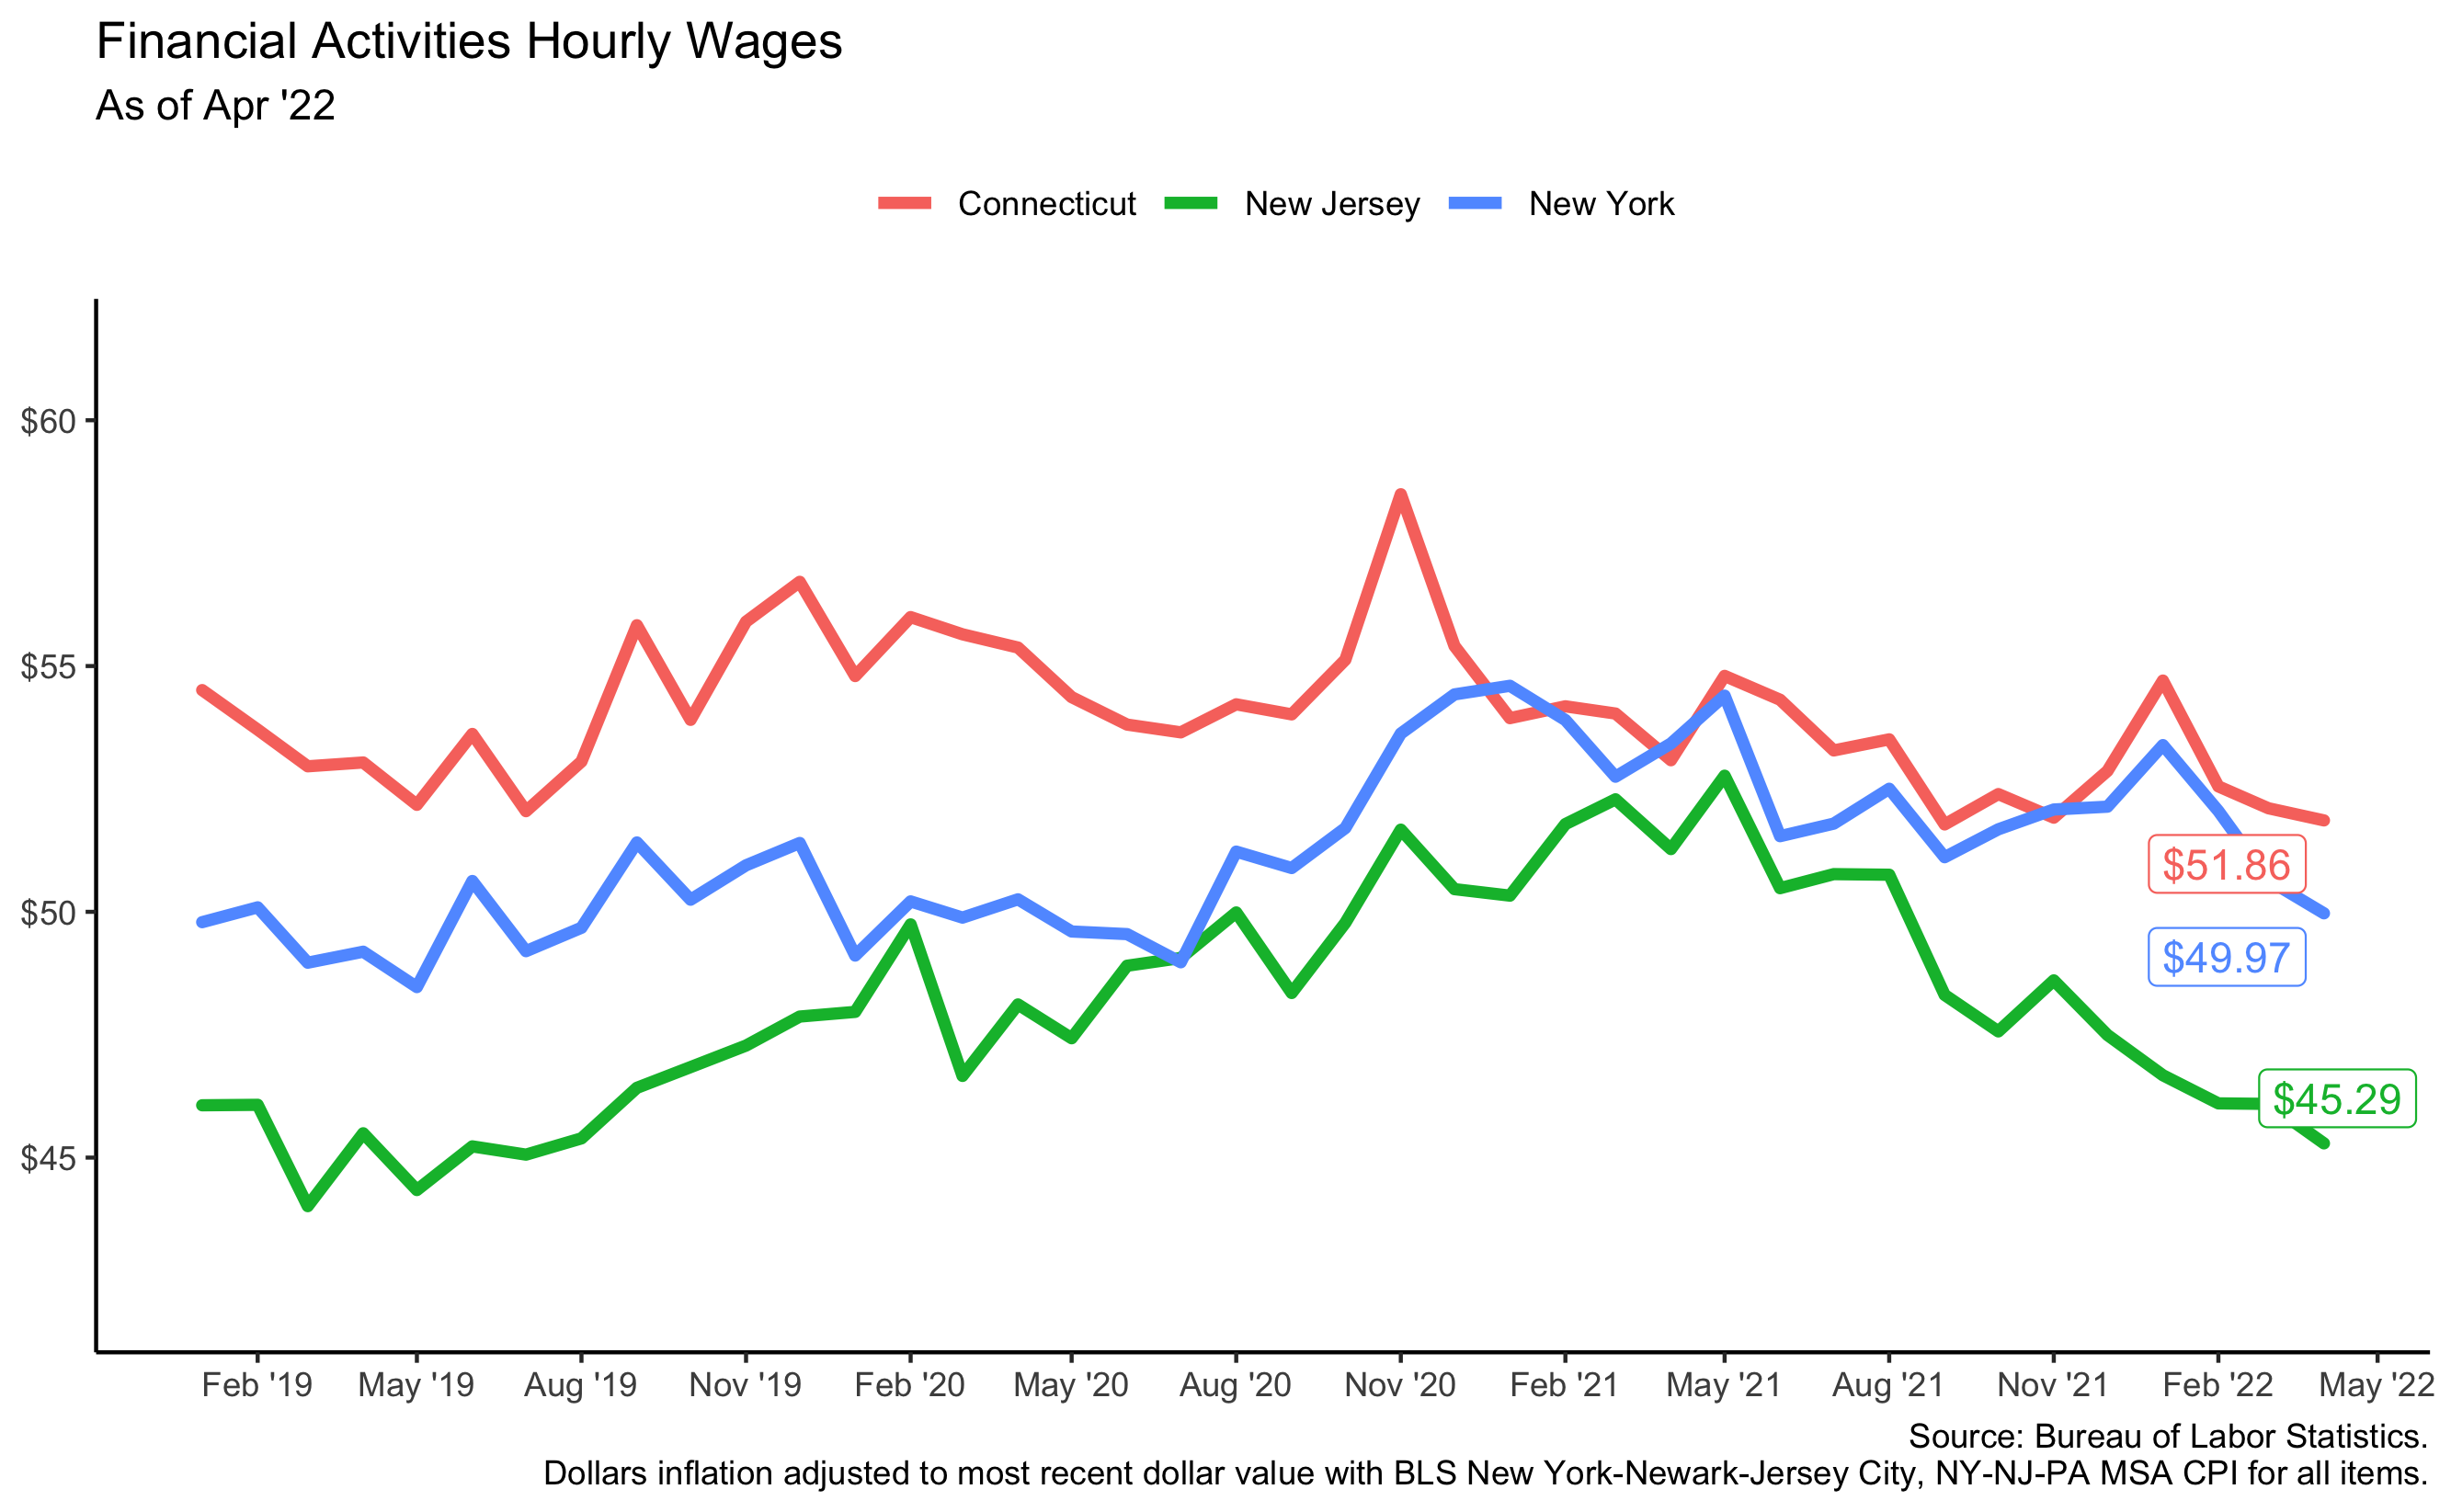 Financial Activities Hourly Wages
As of Apr '22
Connecticut New Jersey New York
$60
$55
$50
$45
$51.86
$49.97
$45.29
Feb '19 May '19 Aug '19 Nov '19 Feb '20 May '20 Aug '20 Nov '20 Feb '21 May '21 Aug '21 Nov '21 Feb '22 May '22
Source: Bureau of Labor Statistics.
Dollars inflation adjusted to most recent dollar value with BLS New York-Newark-Jersey City, NY-NJ-PA MSA CPI for all items.